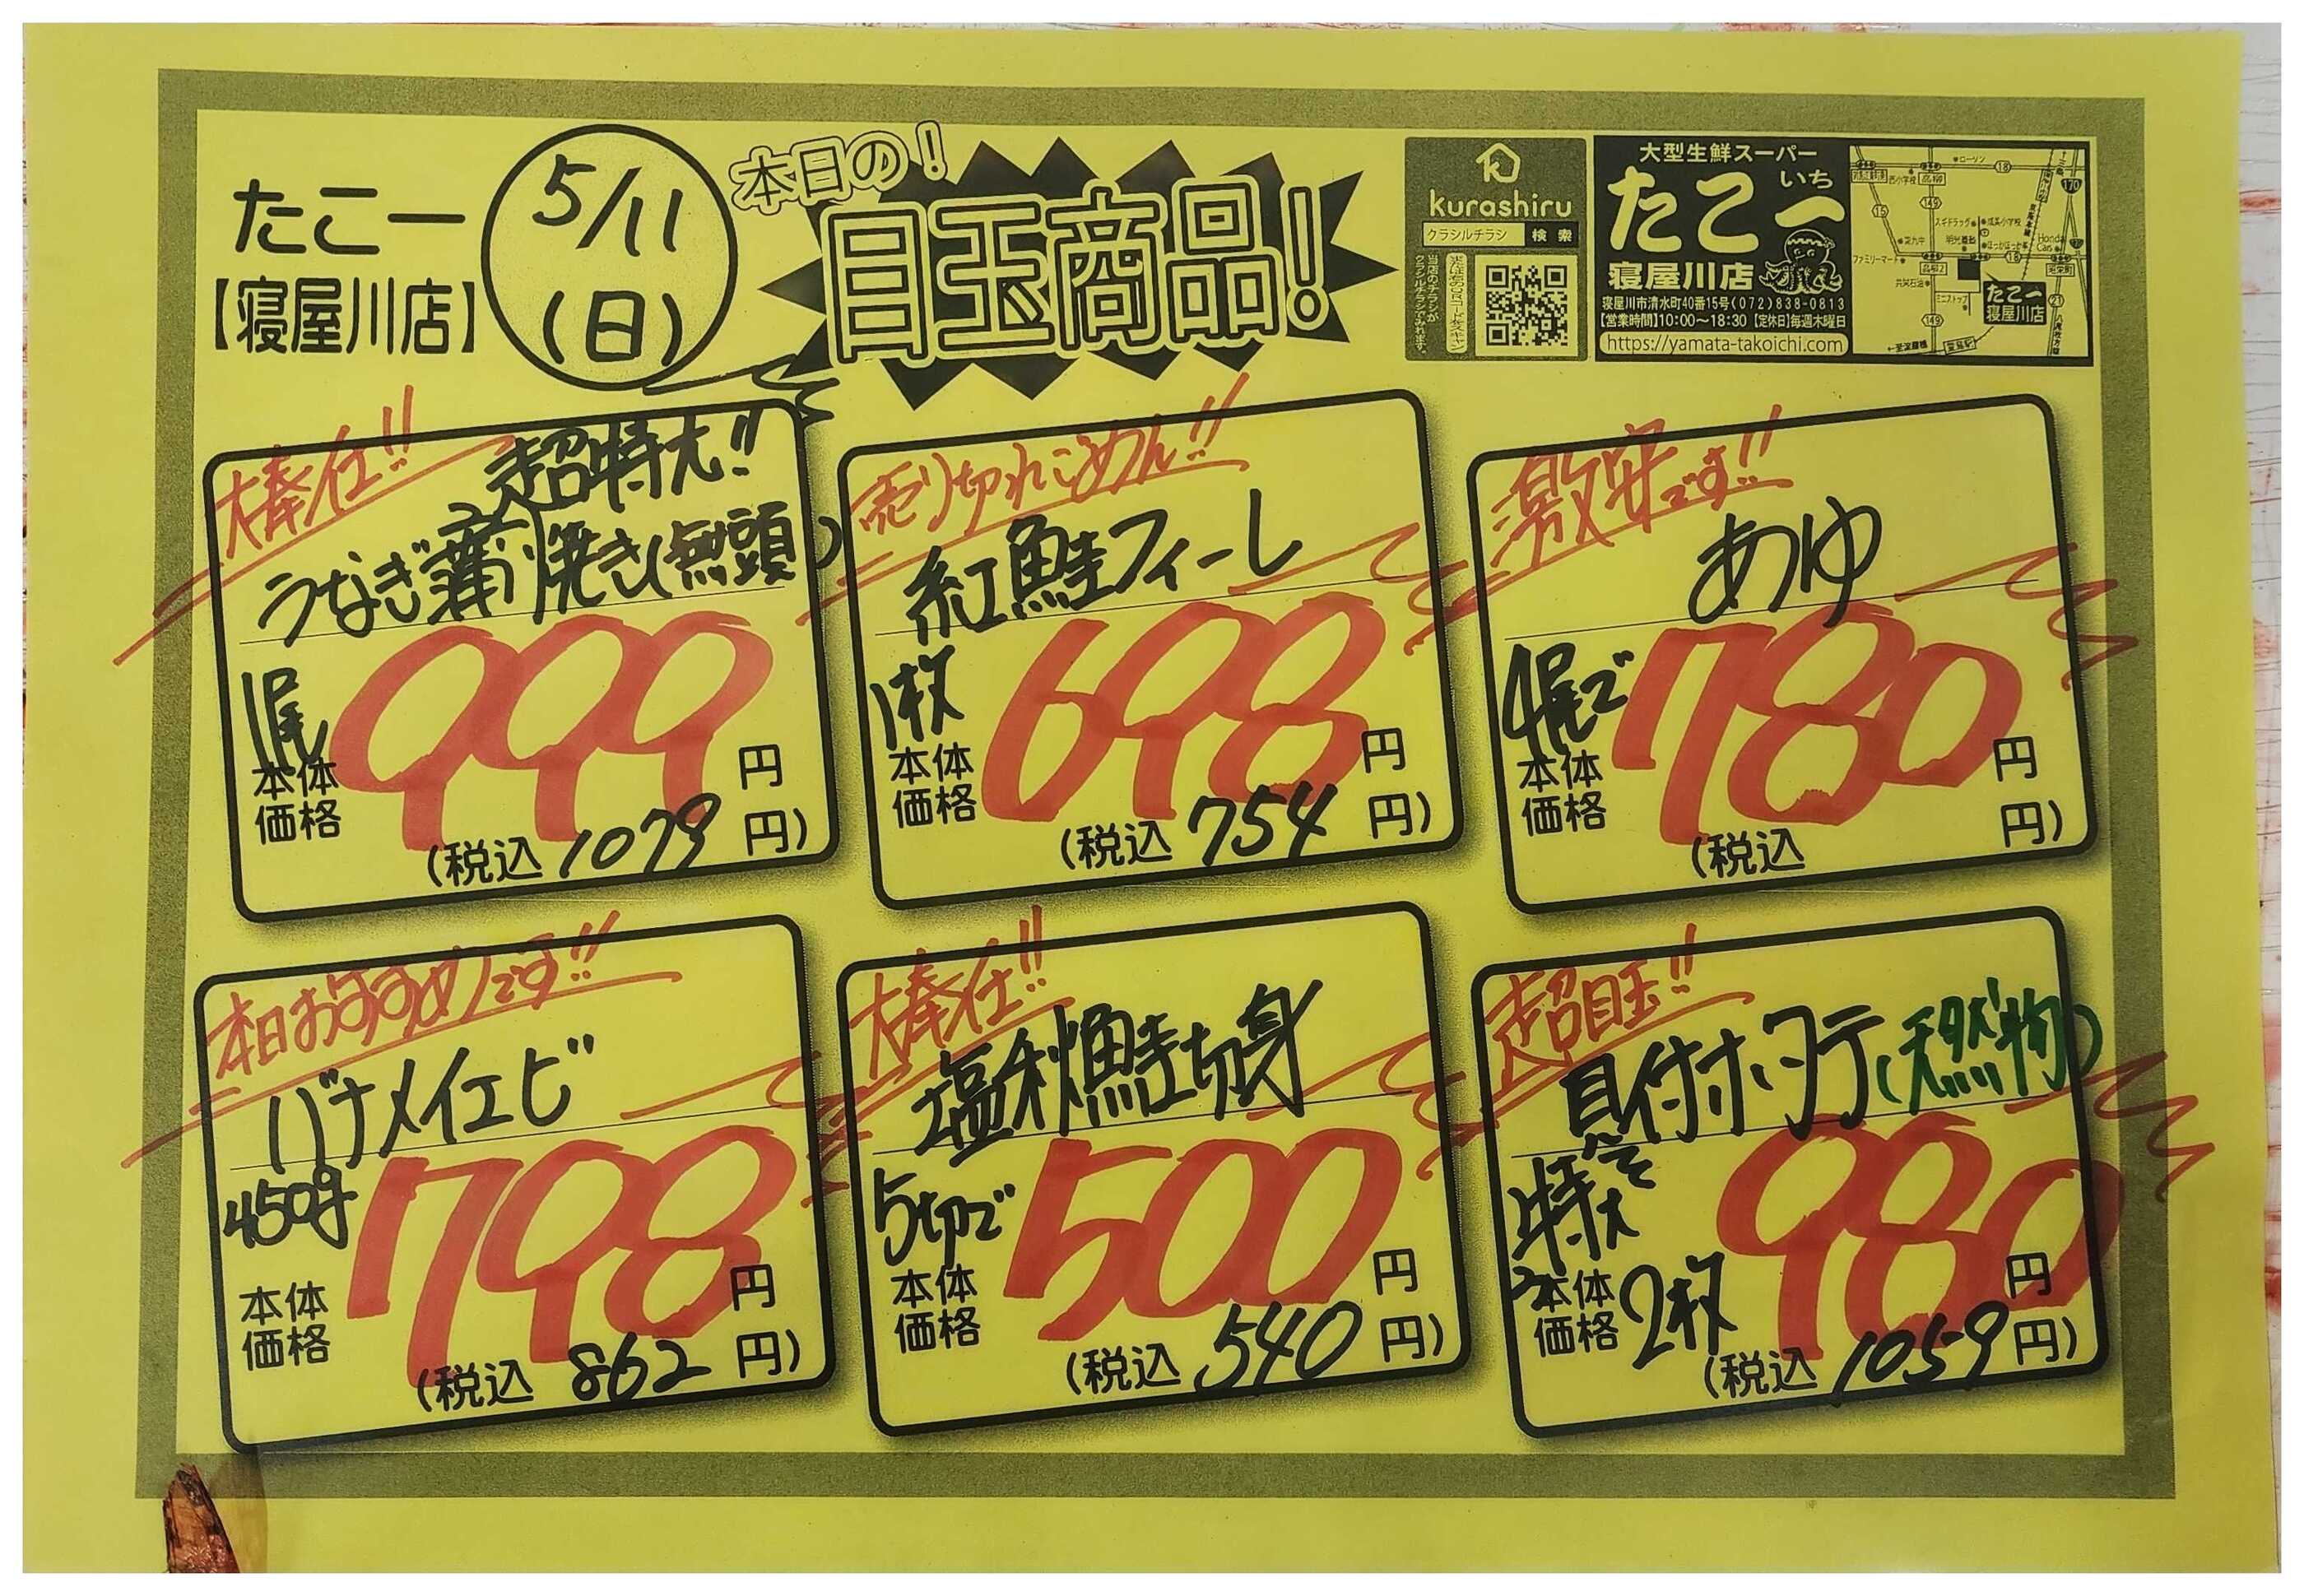 たこ一
【寝屋川店】
5/11
(日)
本日の!
目玉商品!
kurashiru
クラシルチラシ 検索
大型生鮮スーパー
たこ一
いち
寝屋川店
寝屋川市清水町40番15号(072)838-0813
【営業時間】10:00～18:30 【定休日】毎週木曜日
https://yamata-takoichi.com
たこ一
寝屋川店
大奉仕!!
超特大!!
うなぎ蒲焼き(無頭)
1尾
999
本体
価格
円
(税込 1079 円)
売り切れごめん!!
紅鮭フィーレ
1枚
698
本体
価格
円
(税込 754 円)
激安です!!
あゆ
4尾で
780
本体
価格
円
(税込 円)
本日おすすめです!!
バナメイエビ
450g
798
本体
価格
円
(税込 862 円)
大奉仕!!
塩秋鮭切身
5切で
500
本体
価格
円
(税込 540 円)
超目玉!!
貝付ホタテ(天然物)
特大
2枚
980
本体
価格
円
(税込 1059 円)